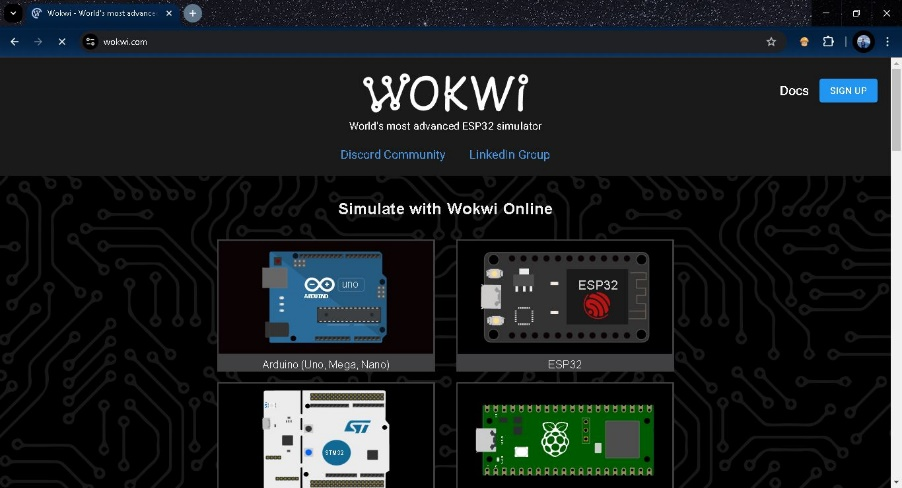 Wokwi - World's most advance
wokwi.com
WOKWi
Docs
SIGN UP
World's most advanced ESP32 simulator
Discord Community
LinkedIn Group
Simulate with Wokwi Online
uno
ARDUINO
ESP32
Arduino (Uno, Mega, Nano)
ESP32
ST
STM32